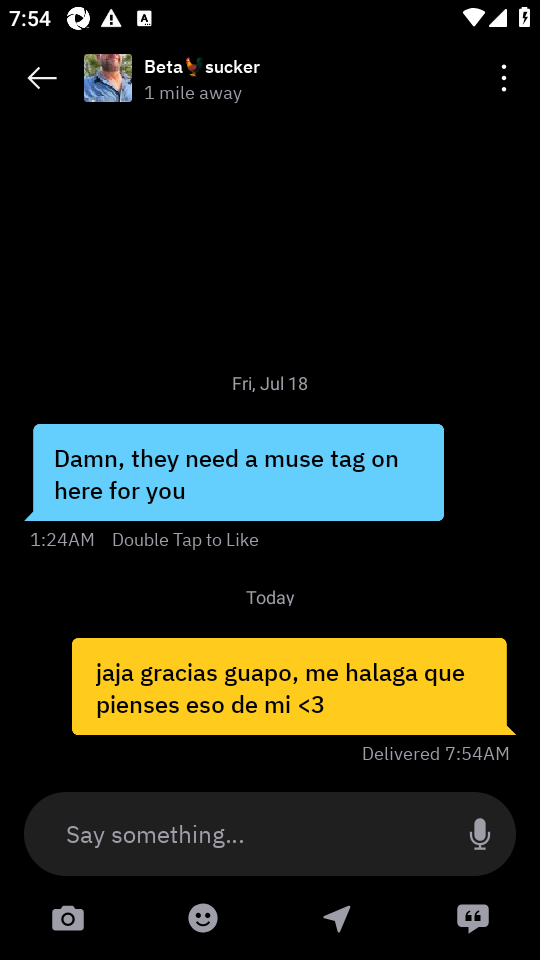 7:54
Beta🐓sucker
1 mile away
Fri, Jul 18
Damn, they need a muse tag on
here for you
1:24AM Double Tap to Like
Today
jaja gracias guapo, me halaga que
pienses eso de mi <3
Delivered 7:54AM
Say something...